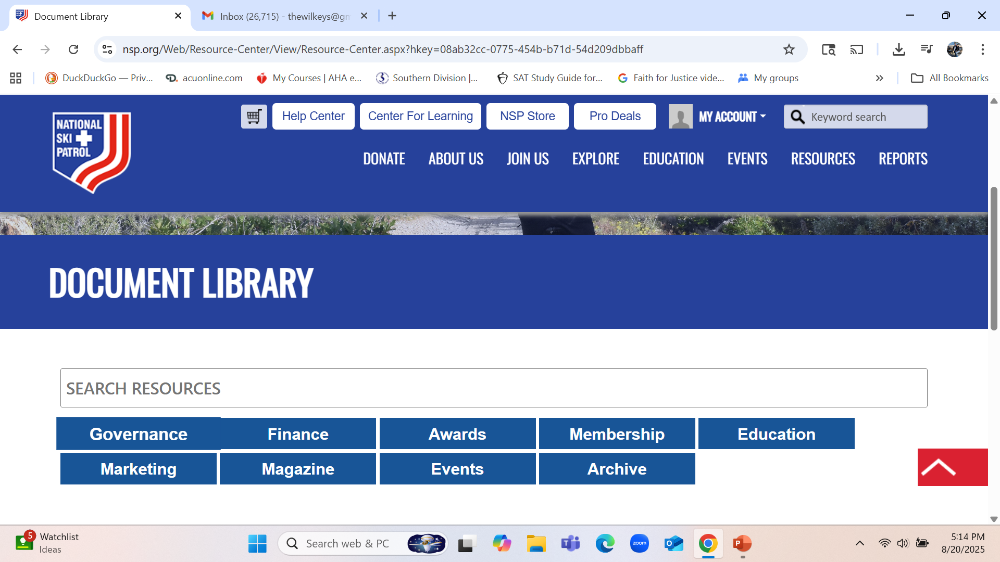 Document Library
Inbox (26,715) - thewilkeys@gm
nsp.org/Web/Resource-Center/View/Resource-Center.aspx?hkey=08ab32cc-0775-454b-b71d-54d209dbbaff
DuckDuckGo — Priv...
acuonline.com
My Courses | AHA e...
Southern Division |...
SAT Study Guide for...
Faith for Justice vide...
My groups
All Bookmarks
NATIONAL
SKI
PATROL
Help Center
Center For Learning
NSP Store
Pro Deals
MY ACCOUNT
Keyword search
DONATE
ABOUT US
JOIN US
EXPLORE
EDUCATION
EVENTS
RESOURCES
REPORTS
DOCUMENT LIBRARY
SEARCH RESOURCES
Governance
Finance
Awards
Membership
Education
Marketing
Magazine
Events
Archive
5
Watchlist
Ideas
Search web & PC
zoom
5:14 PM
8/20/2025